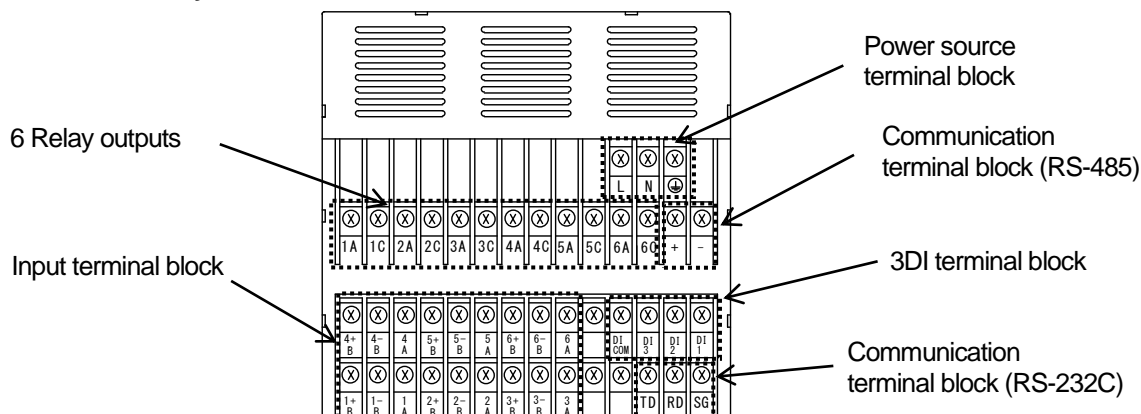 Power source
terminal block
6 Relay outputs
Communication
terminal block (RS-485)
L N
1A 1C 2A 2C 3A 3C 4A 4C 5A 5C 6A 6C + -
Input terminal block
3DI terminal block
4+ 4- 4 5+ 5- 5 6+ 6- 6 DI DI DI DI
B B A B B A B B A COM 3 2 1
Communication
terminal block (RS-232C)
1+ 1- 1 2+ 2- 2 3+ 3- 3 TD RD SG
B B A B B A B B A